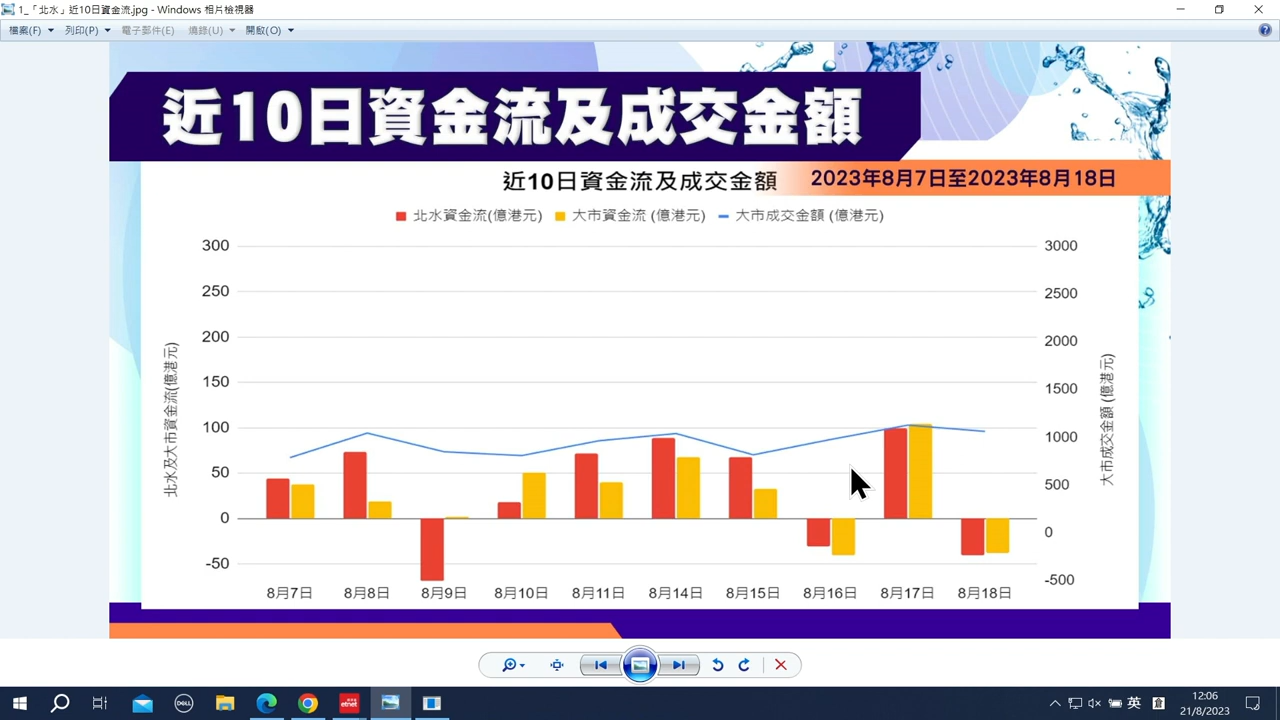 1_「北水」近10日資金流.jpg - Windows 相片檢視器
檔案(F) 列印(P) 電子郵件(E) 燒錄(U) 開啟(O)
近10日資金流及成交金額
近10日資金流及成交金額 2023年8月7日至2023年8月18日
北水資金流(億港元) 大市資金流 (億港元) 大市成交金額 (億港元)
北水及大市資金流(億港元)
300
250
200
150
100
50
0
-50
3000
2500
2000
1500
1000
500
0
-500
大市成交金額 (億港元)
8月7日 8月8日 8月9日 8月10日 8月11日 8月14日 8月15日 8月16日 8月17日 8月18日
DELL
etnet
英
倉
12:06
21/8/2023